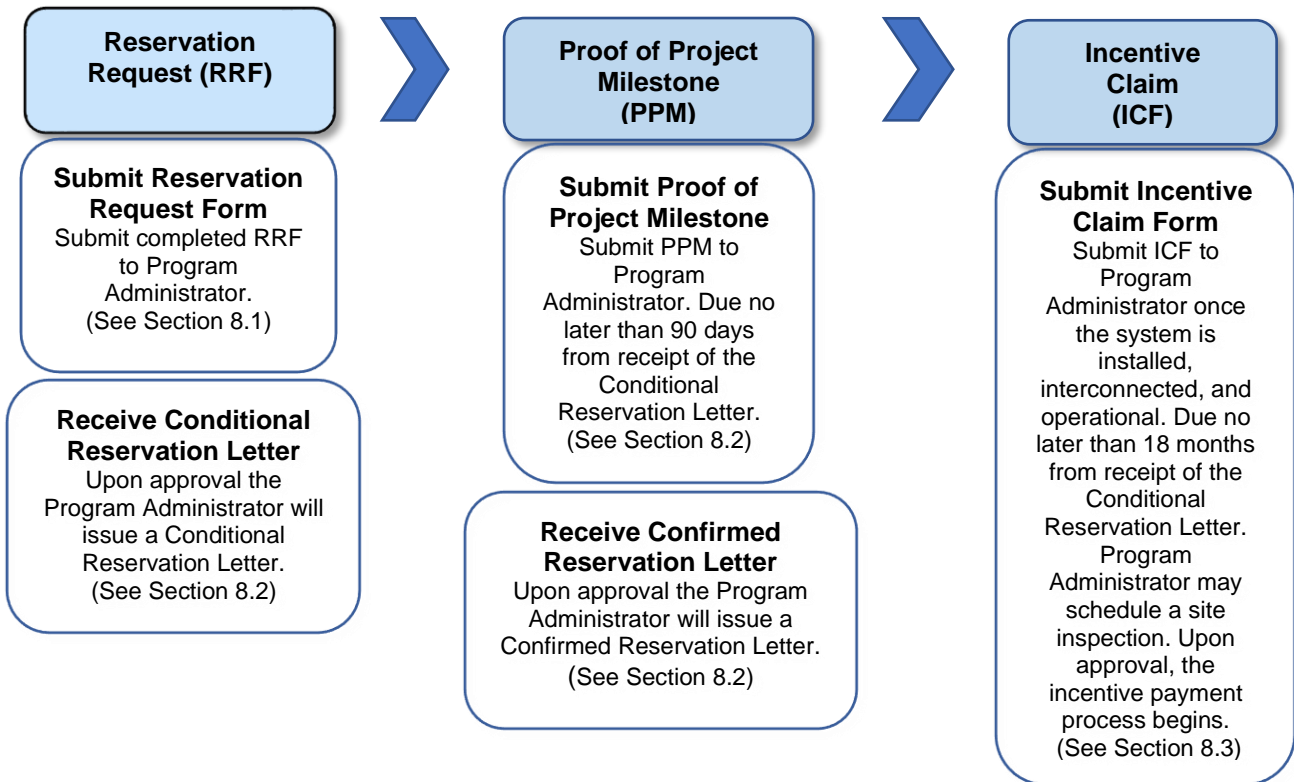 Reservation
Request (RRF)
Submit Reservation
Request Form
Submit completed RRF
to Program
Administrator.
(See Section 8.1)
Receive Conditional
Reservation Letter
Upon approval the
Program Administrator will
issue a Conditional
Reservation Letter.
(See Section 8.2)
Proof of Project
Milestone
(PPM)
Submit Proof of
Project Milestone
Submit PPM to
Program
Administrator. Due no
later than 90 days
from receipt of the
Conditional
Reservation Letter.
(See Section 8.2)
Receive Confirmed
Reservation Letter
Upon approval the Program
Administrator will issue a
Confirmed Reservation Letter.
(See Section 8.2)
Incentive
Claim
(ICF)
Submit Incentive
Claim Form
Submit ICF to
Program
Administrator once
the system is
installed,
interconnected, and
operational. Due no
later than 18 months
from receipt of the
Conditional
Reservation Letter.
Program
Administrator may
schedule a site
inspection. Upon
approval, the
incentive payment
process begins.
(See Section 8.3)